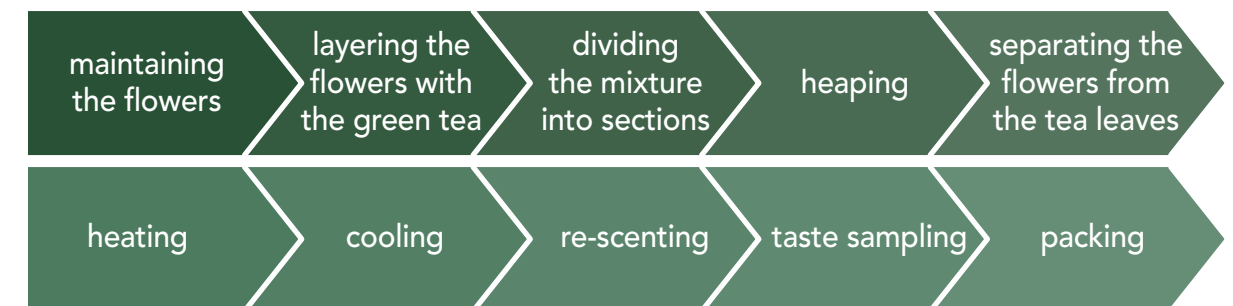 maintaining
the flowers
layering the
flowers with
the green tea
dividing
the mixture
into sections
heaping
separating the
flowers from
the tea leaves
heating
cooling
re-scenting
taste sampling
packing